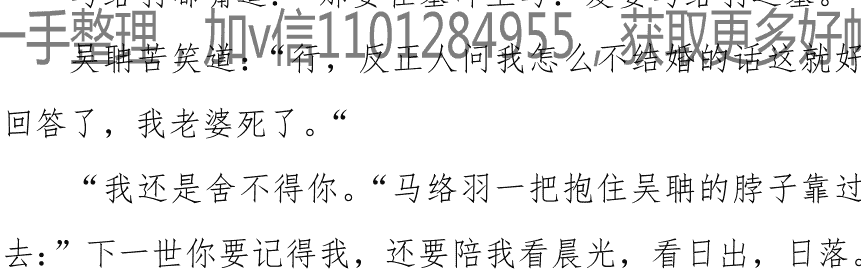 一手整理，加v信1101284955，获取更多好
吴聃苦笑道：“行，反正人问我怎么不给婚的话这就好
回答了，我老婆死了。“
“我还是舍不得你。“马络羽一把抱住吴聃的脖子靠过
去：”下一世你要记得我，还要陪我看晨光，看日出，日落。